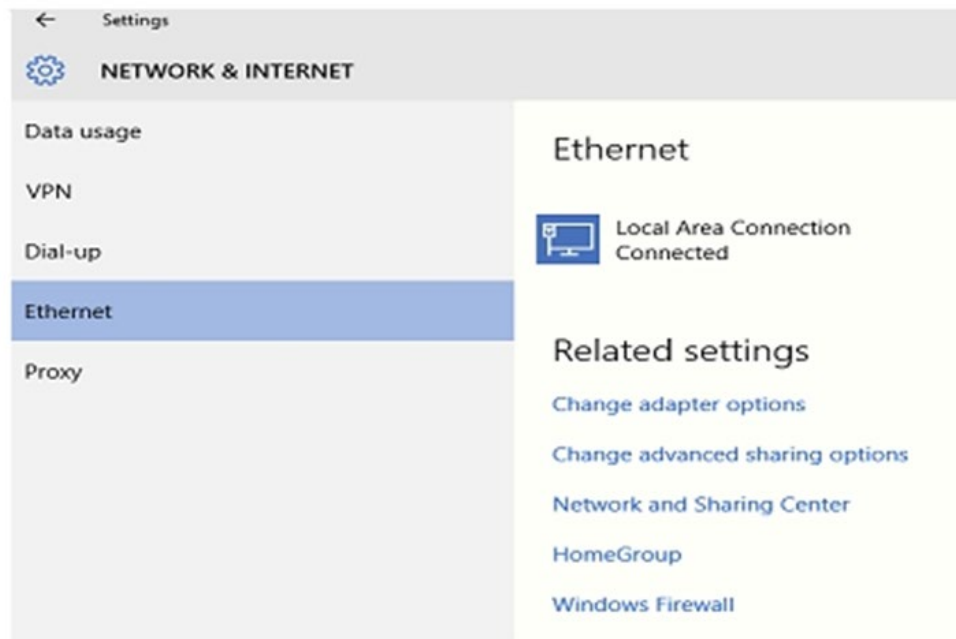 Settings
NETWORK & INTERNET
Data usage
VPN
Dial-up
Ethernet
Proxy
Ethernet
Local Area Connection
Connected
Related settings
Change adapter options
Change advanced sharing options
Network and Sharing Center
HomeGroup
Windows Firewall